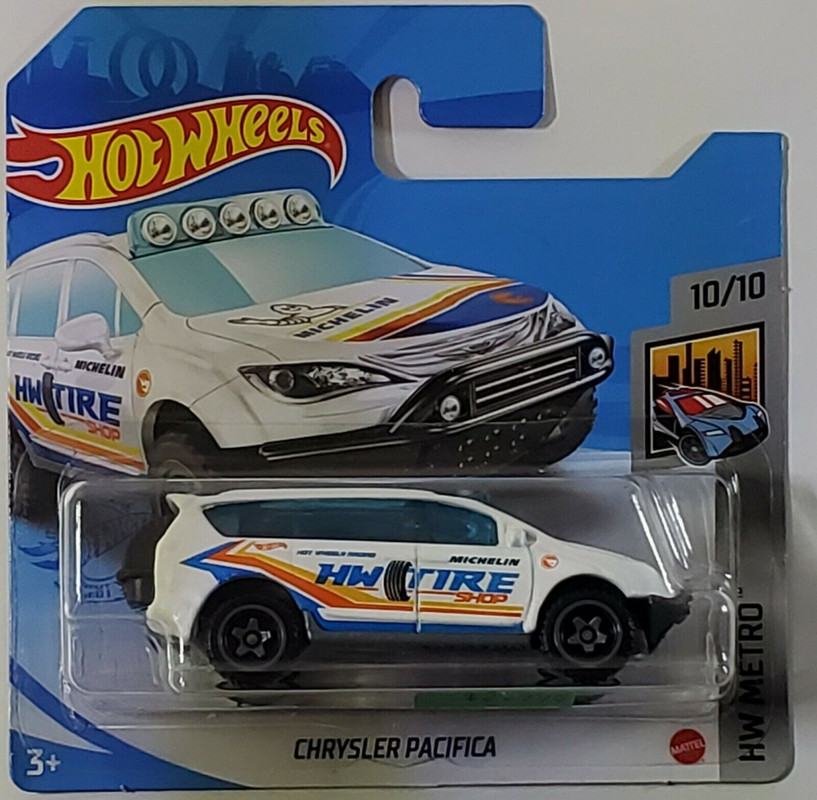 HOT WHEELS
10/10
MICHELIN
MICHELIN
HW TIRE
SHOP
HOT WHEELS RACING
MICHELIN
HW TIRE
SHOP
HW METRO
CHRYSLER PACIFICA
MATTEL
3+